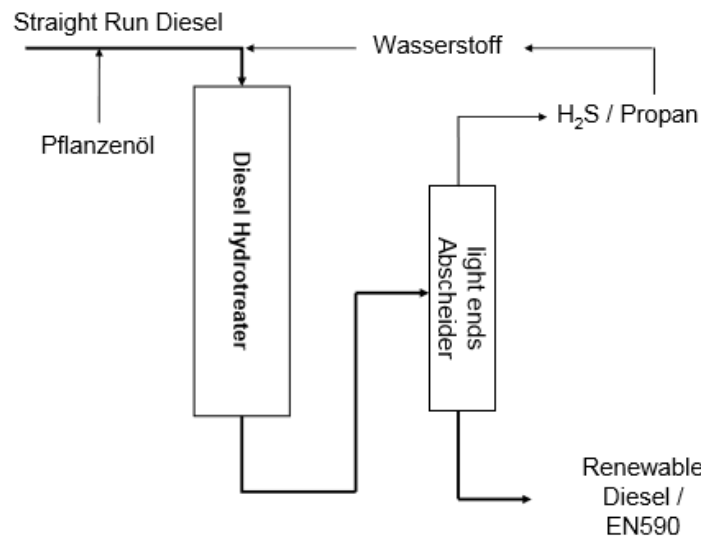 Straight Run Diesel
Wasserstoff
Pflanzenöl
H₂S / Propan
Diesel Hydrotreater
light ends
Abscheider
Renewable
Diesel /
EN590